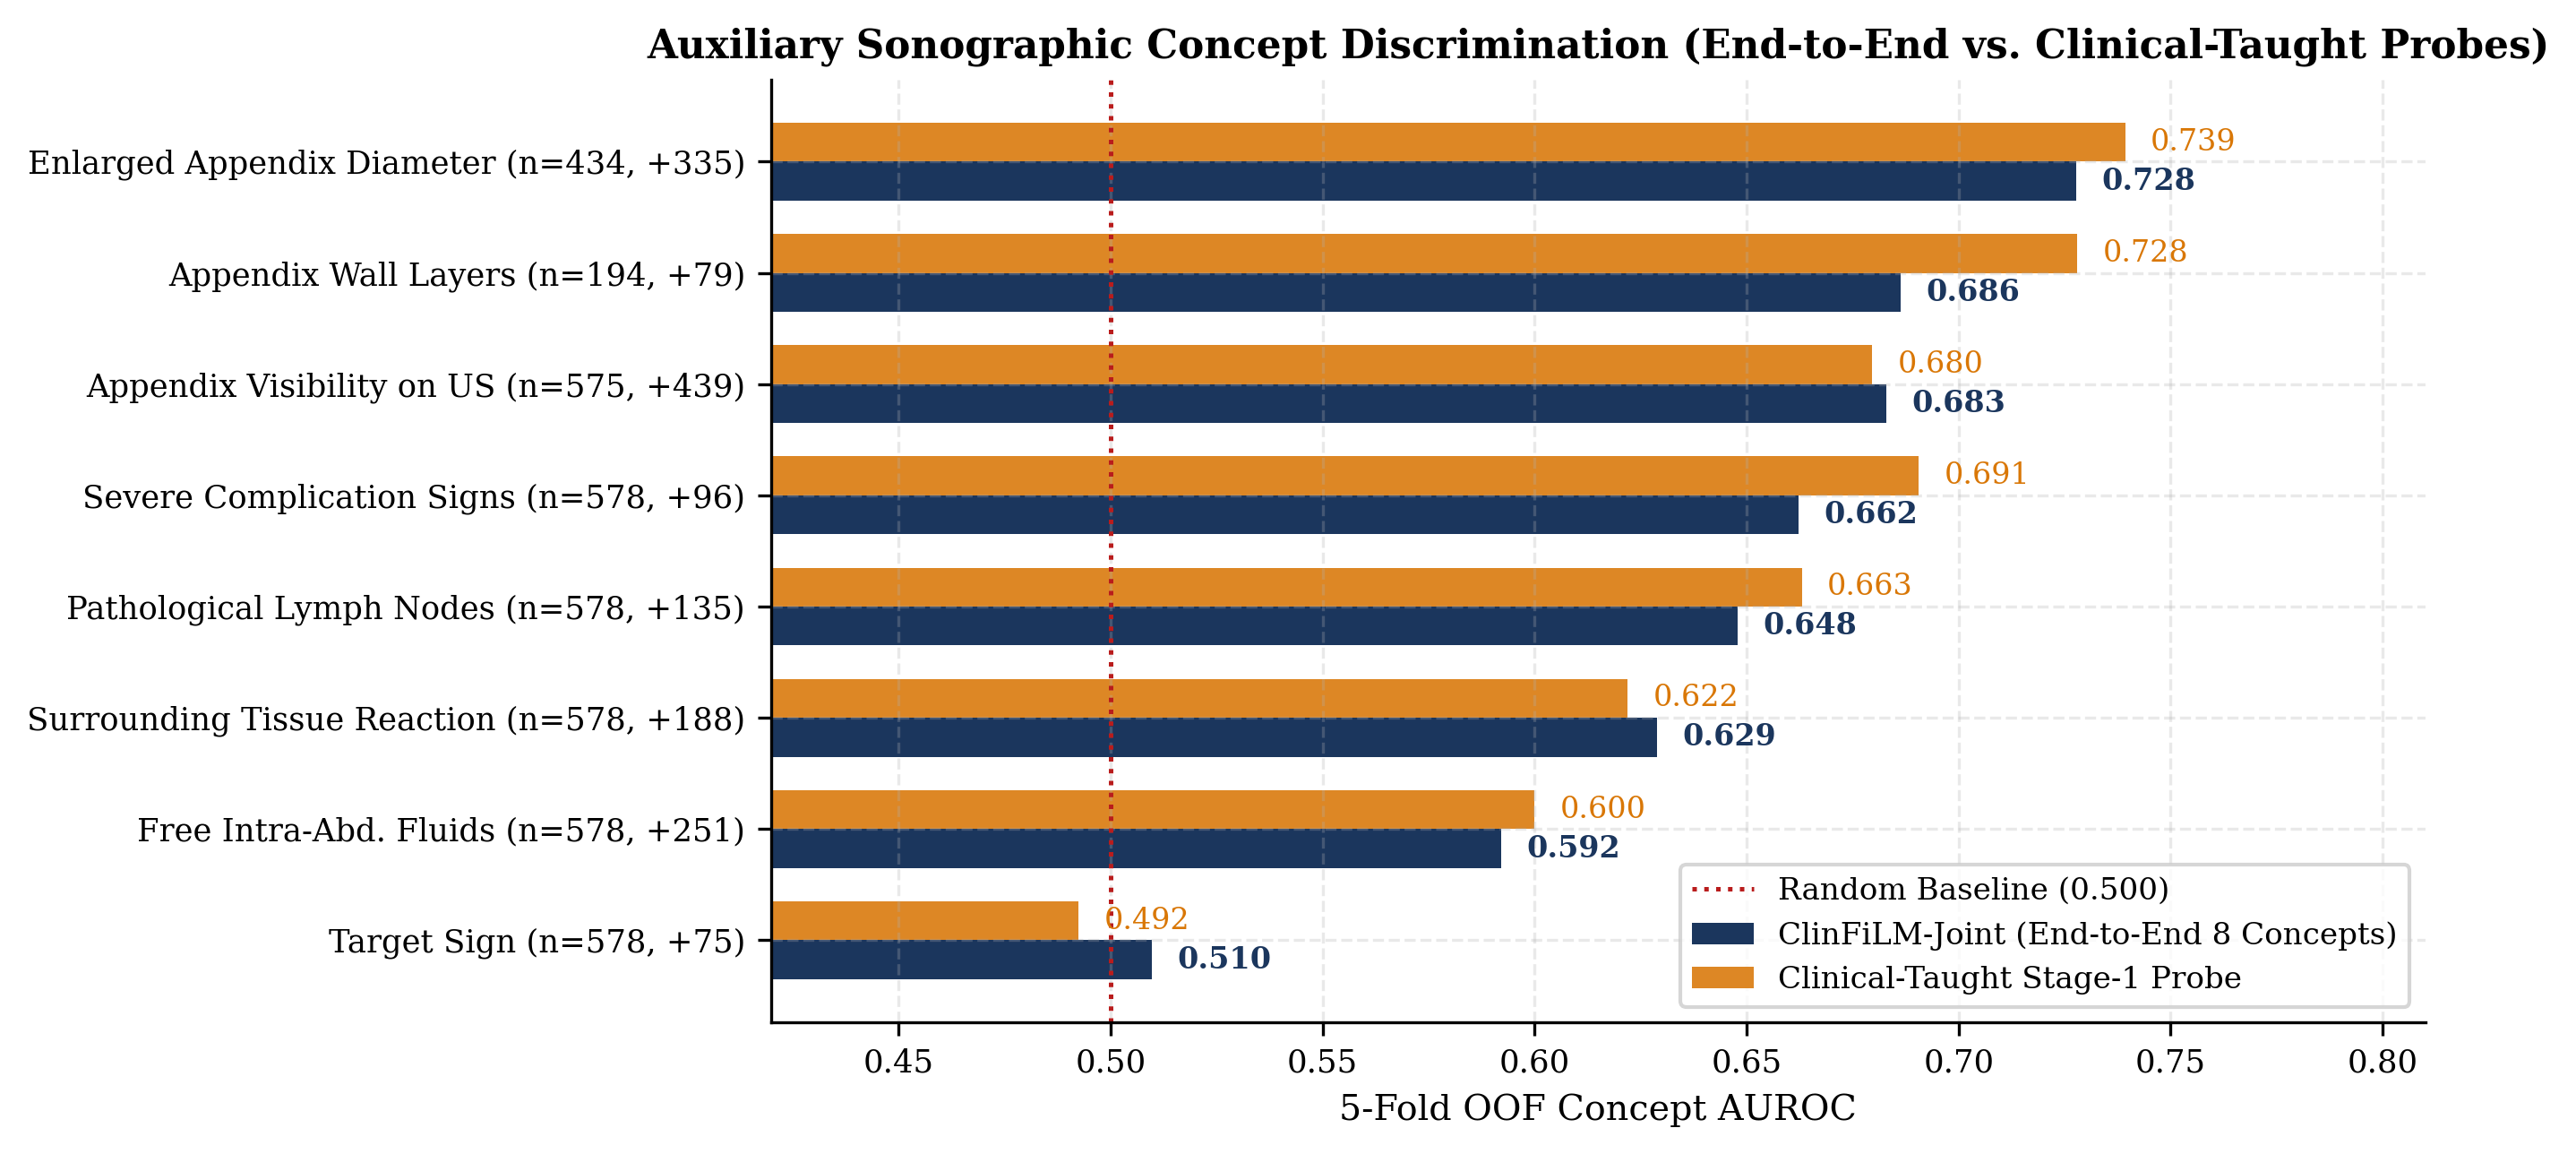 Auxiliary Sonographic Concept Discrimination (End-to-End vs. Clinical-Taught Probes)
Enlarged Appendix Diameter (n=434, +335)
0.739
0.728
Appendix Wall Layers (n=194, +79)
0.728
0.686
Appendix Visibility on US (n=575, +439)
0.680
0.683
Severe Complication Signs (n=578, +96)
0.691
0.662
Pathological Lymph Nodes (n=578, +135)
0.663
0.648
Surrounding Tissue Reaction (n=578, +188)
0.622
0.629
Free Intra-Abd. Fluids (n=578, +251)
0.600
0.592
Target Sign (n=578, +75)
0.492
0.510
Random Baseline (0.500)
ClinFiLM-Joint (End-to-End 8 Concepts)
Clinical-Taught Stage-1 Probe
0.45 0.50 0.55 0.60 0.65 0.70 0.75 0.80
5-Fold OOF Concept AUROC